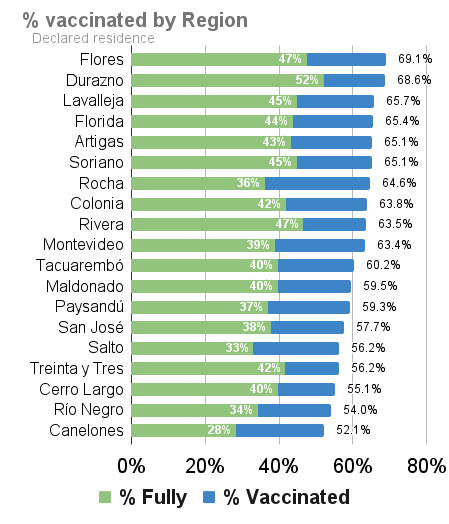 % vaccinated by Region
Declared residence
Flores 47% 69.1%
Durazno 52% 68.6%
Lavalleja 45% 65.7%
Florida 44% 65.4%
Artigas 43% 65.1%
Soriano 45% 65.1%
Rocha 36% 64.6%
Colonia 42% 63.8%
Rivera 47% 63.5%
Montevideo 39% 63.4%
Tacuarembó 40% 60.2%
Maldonado 40% 59.5%
Paysandú 37% 59.3%
San José 38% 57.7%
Salto 33% 56.2%
Treinta y Tres 42% 56.2%
Cerro Largo 40% 55.1%
Río Negro 34% 54.0%
Canelones 28% 52.1%
0% 20% 40% 60% 80%
% Fully % Vaccinated